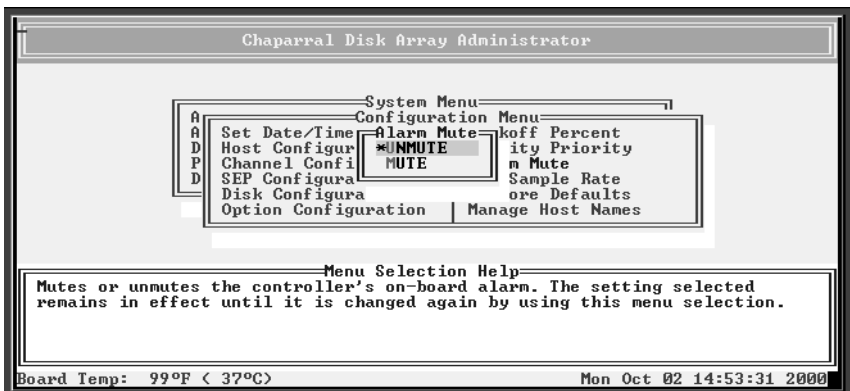 Chaparral Disk Array Administrator
System Menu
A
A
D
P
D
Configuration Menu
Set Date/Time
Host Configur
Channel Confi
SEP Configura
Disk Configura
Option Configuration
koff Percent
ity Priority
m Mute
Sample Rate
ore Defaults
Manage Host Names
Alarm Mute
*UNMUTE
MUTE
Menu Selection Help
Mutes or unmutes the controller's on-board alarm. The setting selected
remains in effect until it is changed again by using this menu selection.
Board Temp: 99ºF ( 37ºC)
Mon Oct 02 14:53:31 2000